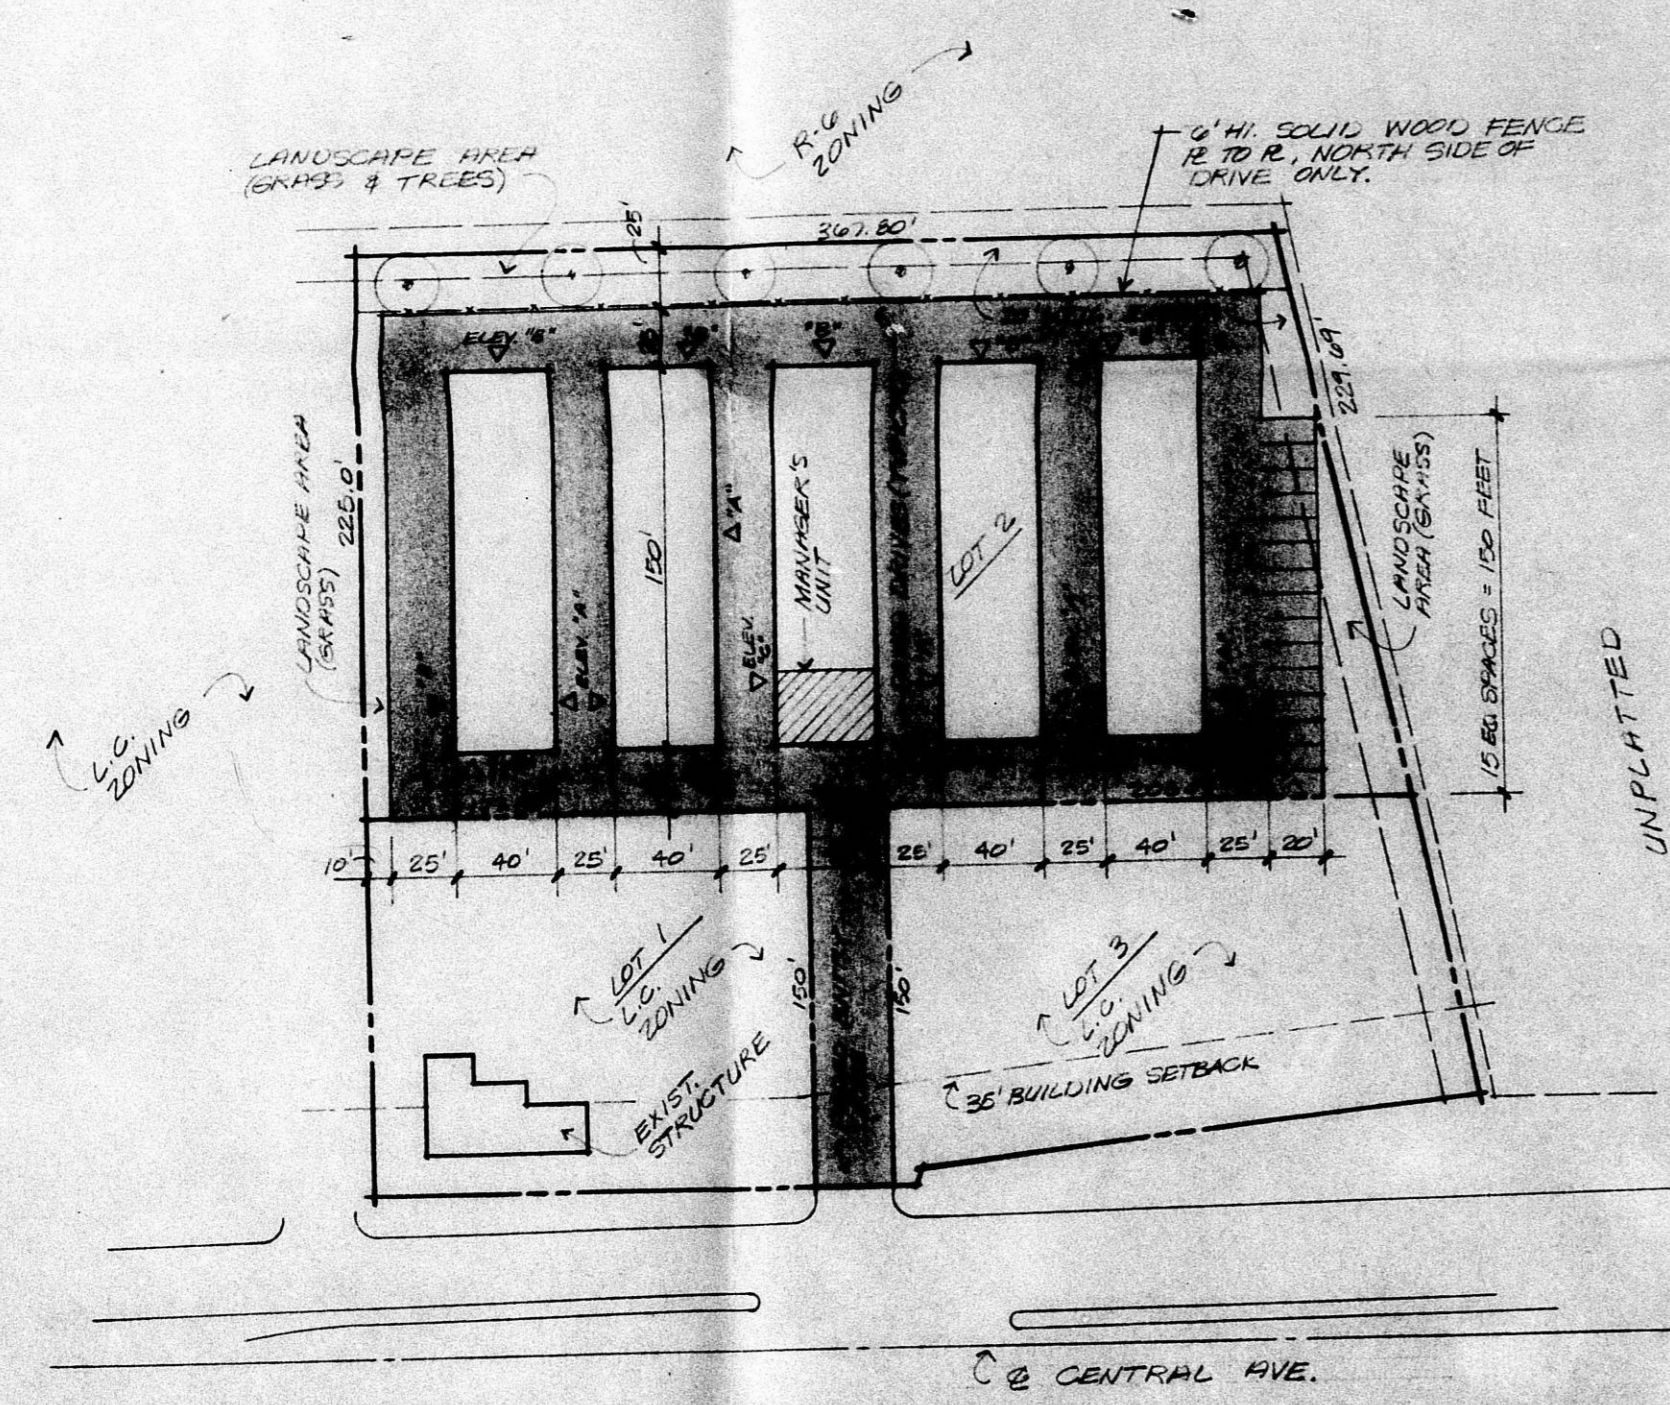 R-6
ZONING
6' HI. SOLID WOOD FENCE
℄ TO ℄, NORTH SIDE OF
DRIVE ONLY.
LANDSCAPE AREA
(GRASS & TREES)
25'
367.80'
ELEV. "B"
"B"
"B"
25'
229.69'
LANDSCAPE AREA
(GRASS)
225.0'
150'
"A"
MANAGER'S
UNIT
LOT 2
LANDSCAPE
AREA (GRASS)
15 EQ. SPACES = 150 FEET
UNPLATTED
ELEV. "A"
ELEV.
"C"
L.C.
ZONING
10'
25'
40'
25'
40'
25'
25'
40'
25'
40'
25'
20'
LOT 1
L.C.
ZONING
150'
150'
LOT 3
L.C.
ZONING
EXIST.
STRUCTURE
35' BUILDING SETBACK
℄ CENTRAL AVE.